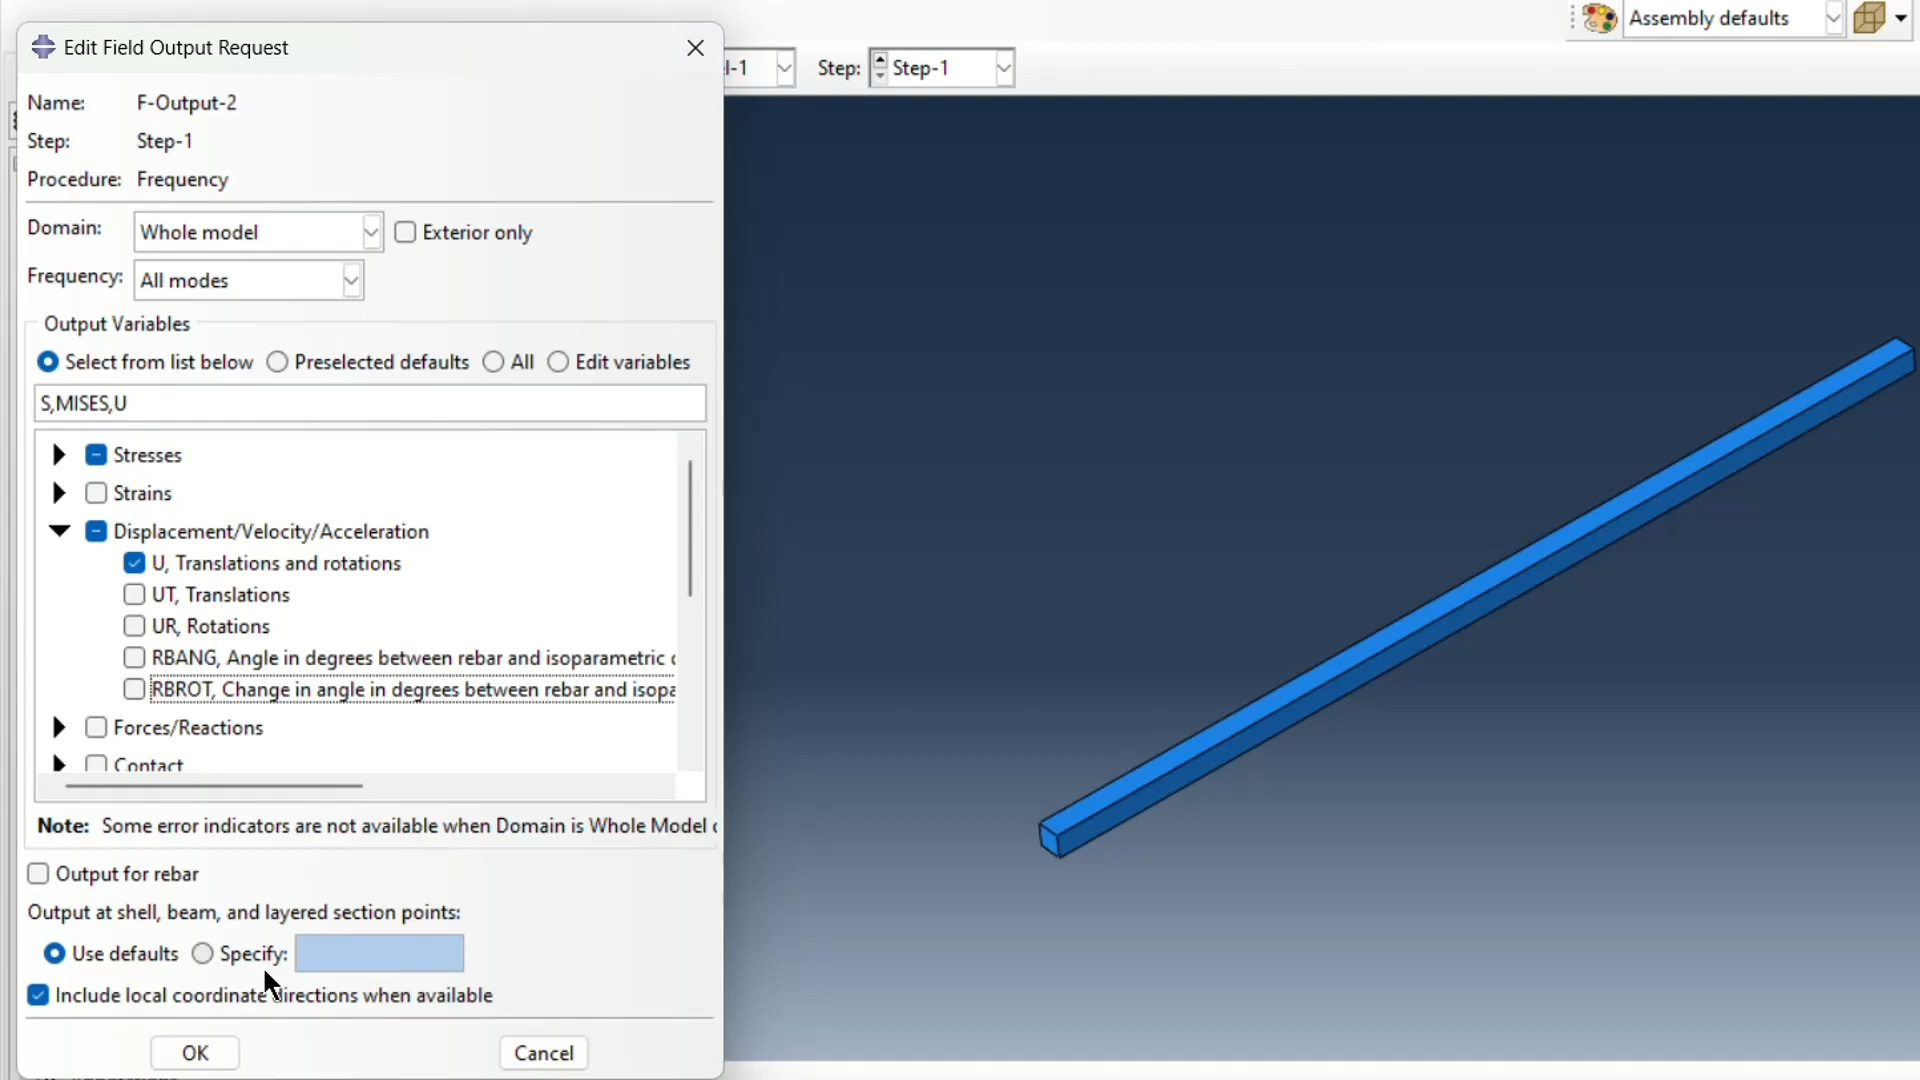 Edit Field Output Request
Assembly defaults
l-1
Step: Step-1
Name: F-Output-2
Step: Step-1
Procedure: Frequency
Domain: Whole model Exterior only
Frequency: All modes
Output Variables
Select from list below Preselected defaults All Edit variables
S,MISES,U
Stresses
Strains
Displacement/Velocity/Acceleration
U, Translations and rotations
UT, Translations
UR, Rotations
RBANG, Angle in degrees between rebar and isoparametric
RBROT, Change in angle in degrees between rebar and isopa
Forces/Reactions
Contact
Note: Some error indicators are not available when Domain is Whole Model
Output for rebar
Output at shell, beam, and layered section points:
Use defaults Specify:
Include local coordinate directions when available
OK Cancel